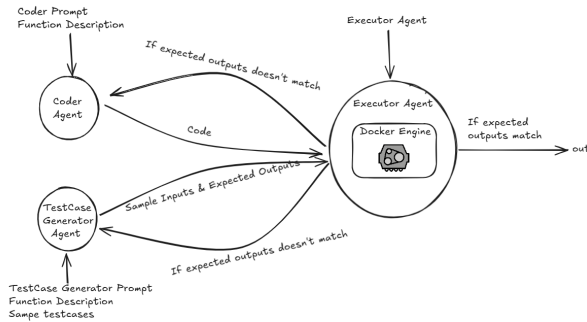 Coder Prompt
Function Description
Executor Agent
If expected outputs doesn't match
Coder
Agent
Code
Executor Agent
Docker Engine
If expected
outputs match
out
Sample Inputs & Expected Outputs
TestCase
Generator
Agent
If expected outputs doesn't match
TestCase Generator Prompt
Function Description
Sampe testcases